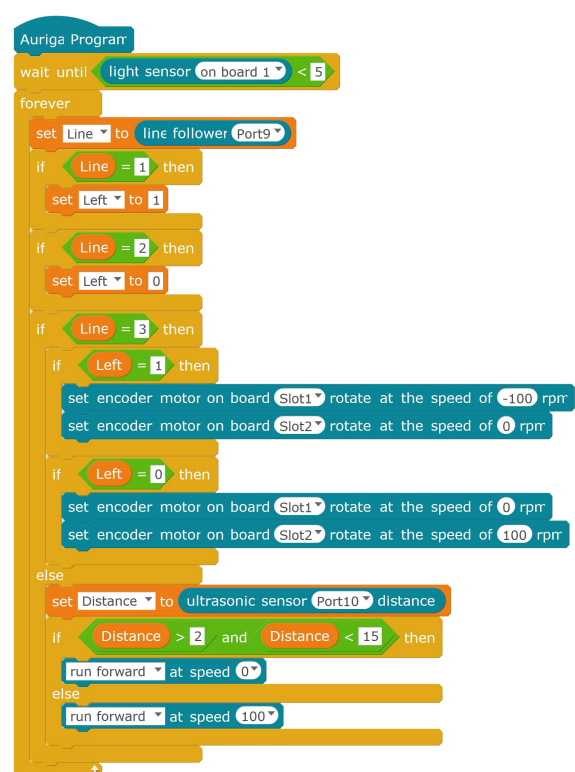 Auriga Program
wait until light sensor on board 1 < 5
forever
set Line to line follower Port9
if Line = 1 then
set Left to 1
if Line = 2 then
set Left to 0
if Line = 3 then
if Left = 1 then
set encoder motor on board Slot1 rotate at the speed of -100 rpm
set encoder motor on board Slot2 rotate at the speed of 0 rpm
if Left = 0 then
set encoder motor on board Slot1 rotate at the speed of 0 rpm
set encoder motor on board Slot2 rotate at the speed of 100 rpm
else
set Distance to ultrasonic sensor Port10 distance
if Distance > 2 and Distance < 15 then
run forward at speed 0
else
run forward at speed 100